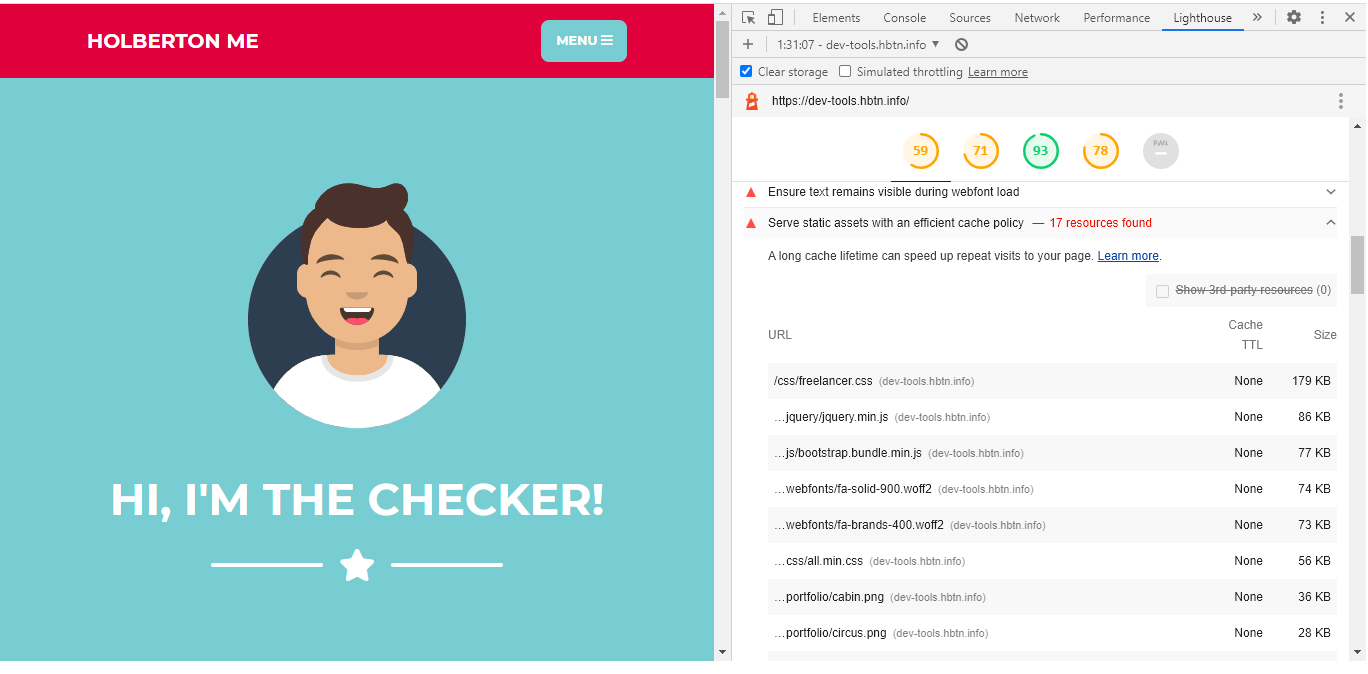 HOLBERTON ME
MENU
HI, I'M THE CHECKER!
Elements Console Sources Network Performance Lighthouse
1:31:07 - dev-tools.hbtn.info
Clear storage Simulated throttling Learn more
https://dev-tools.hbtn.info/
59 71 93 78 PWA
Ensure text remains visible during webfont load
Serve static assets with an efficient cache policy — 17 resources found
A long cache lifetime can speed up repeat visits to your page. Learn more.
Show 3rd-party resources (0)
URL Cache TTL Size
/css/freelancer.css (dev-tools.hbtn.info) None 179 KB
…jquery/jquery.min.js (dev-tools.hbtn.info) None 86 KB
…js/bootstrap.bundle.min.js (dev-tools.hbtn.info) None 77 KB
…webfonts/fa-solid-900.woff2 (dev-tools.hbtn.info) None 74 KB
…webfonts/fa-brands-400.woff2 (dev-tools.hbtn.info) None 73 KB
…css/all.min.css (dev-tools.hbtn.info) None 56 KB
…portfolio/cabin.png (dev-tools.hbtn.info) None 36 KB
…portfolio/circus.png (dev-tools.hbtn.info) None 28 KB